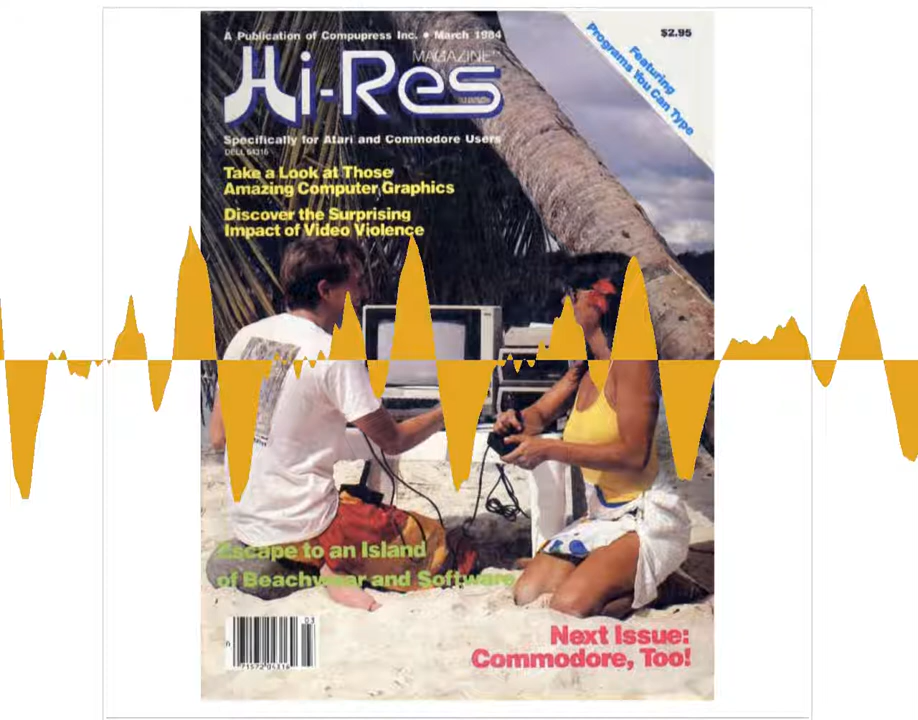 A Publication of Compupress Inc. • March 1984
$2.95
MAGAZINE
Hi-Res
Featuring
Programs You Can Type
Specifically for Atari and Commodore Users
Take a Look at Those
Amazing Computer Graphics
Discover the Surprising
Impact of Video Violence
Escape to an Island
of Beachwear and Software
03
Next Issue:
Commodore, Too!